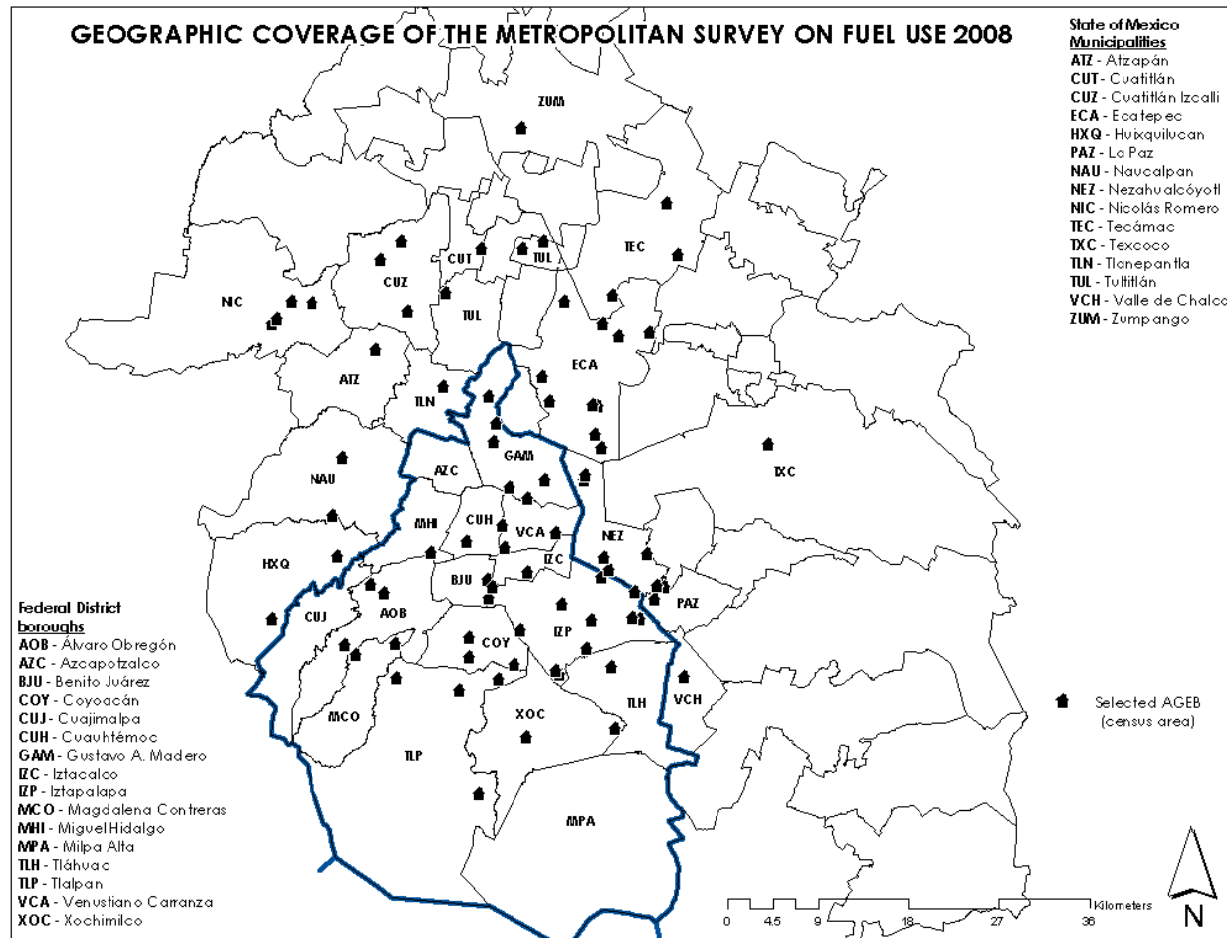 GEOGRAPHIC COVERAGE OF THE METROPOLITAN SURVEY ON FUEL USE 2008
State of Mexico
Municipalities
ATZ - Atzapán
CUT - Cuatitlán
CUZ - Cuatitlán Izcalli
ECA - Ecatepec
HXQ - Huixquilucan
PAZ - La Paz
NAU - Naucalpan
NEZ - Nezahualcóyotl
NIC - Nicolás Romero
TEC - Tecámac
TXC - Texcoco
TLN - Tlanepantla
TUL - Tultitlán
VCH - Valle de Chalco
ZUM - Zumpango
ZUM
TEC
CUT
TUL
CUZ
NIC
TUL
ECA
ATZ
TLN
GAM
AZC
TXC
NAU
MHI
CUH
VCA
NEZ
IZC
HXQ
BJU
PAZ
CUJ
AOB
IZP
COY
VCH
TLH
MCO
XOC
TLP
MPA
Federal District
boroughs
AOB - Álvaro Obregón
AZC - Azcapotzalco
BJU - Benito Juárez
COY - Coyoacán
CUJ - Cuajimalpa
CUH - Cuauhtémoc
GAM - Gustavo A. Madero
IZC - Iztacalco
IZP - Iztapalapa
MCO - Magdalena Contreras
MHI - Miguel Hidalgo
MPA - Milpa Alta
TLH - Tláhuac
TLP - Tlalpan
VCA - Venustiano Carranza
XOC - Xochimilco
Selected AGEB
(census area)
Kilometers
0 4.5 9 18 27 36
N